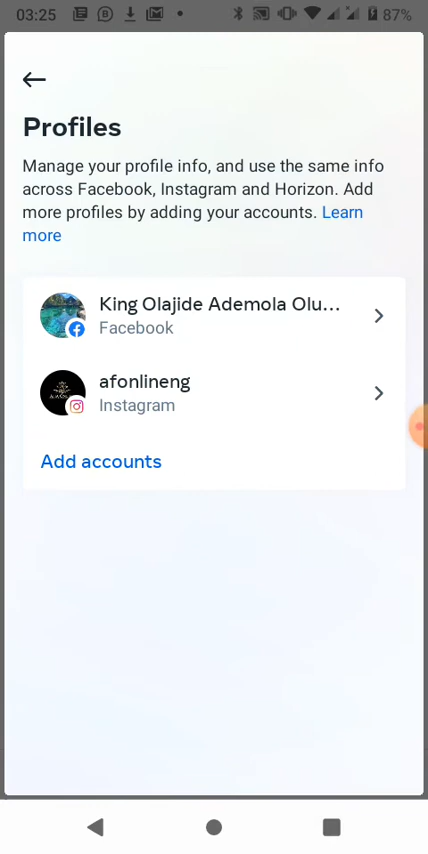 03:25 87%
Profiles
Manage your profile info, and use the same info
across Facebook, Instagram and Horizon. Add
more profiles by adding your accounts. Learn
more
King Olajide Ademola Olu...
Facebook
afonlineng
Instagram
Add accounts